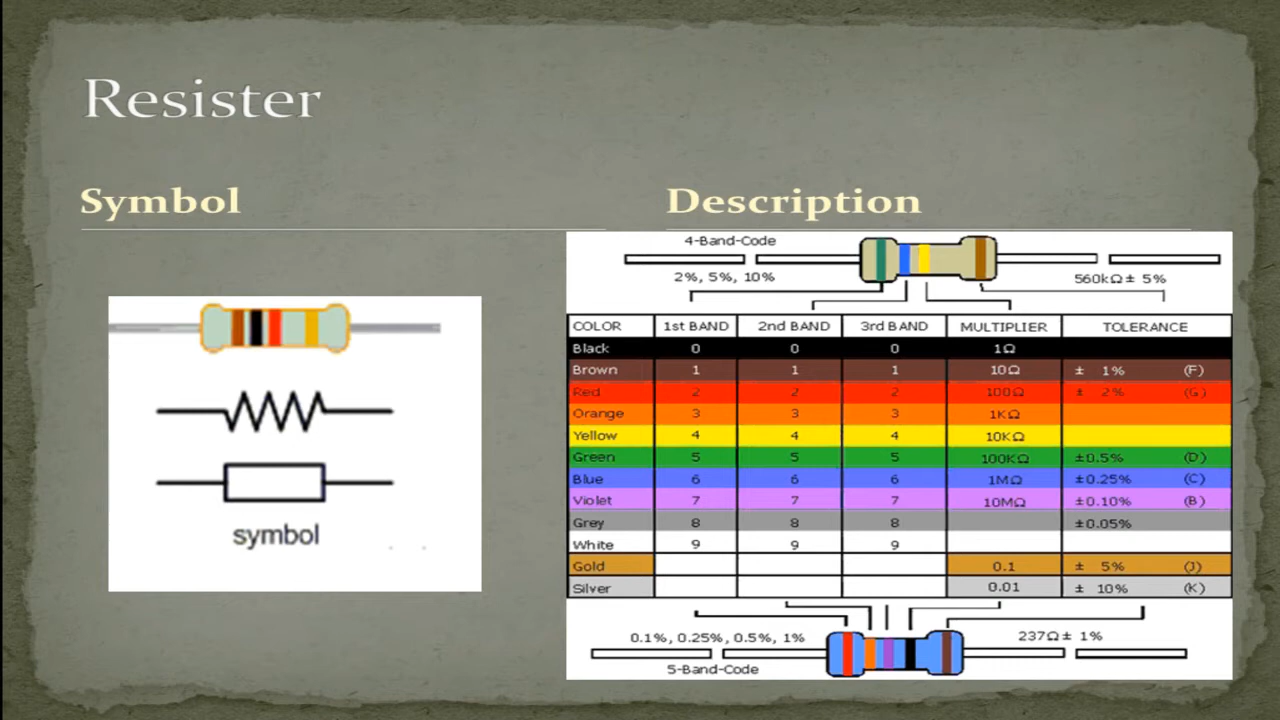 Resister
Symbol
symbol
Description
4-Band-Code
2%, 5%, 10%
560kΩ± 5%
COLOR 1st BAND 2nd BAND 3rd BAND MULTIPLIER TOLERANCE
Black 0 0 0 1Ω
Brown 1 1 1 10Ω ± 1% (F)
Red 2 2 2 100Ω ± 2% (G)
Orange 3 3 3 1KΩ
Yellow 4 4 4 10KΩ
Green 5 5 5 100KΩ ±0.5% (D)
Blue 6 6 6 1MΩ ±0.25% (C)
Violet 7 7 7 10MΩ ±0.10% (B)
Grey 8 8 8 ±0.05%
White 9 9 9
Gold 0.1 ± 5% (J)
Silver 0.01 ± 10% (K)
0.1%, 0.25%, 0.5%, 1%
237Ω± 1%
5-Band-Code